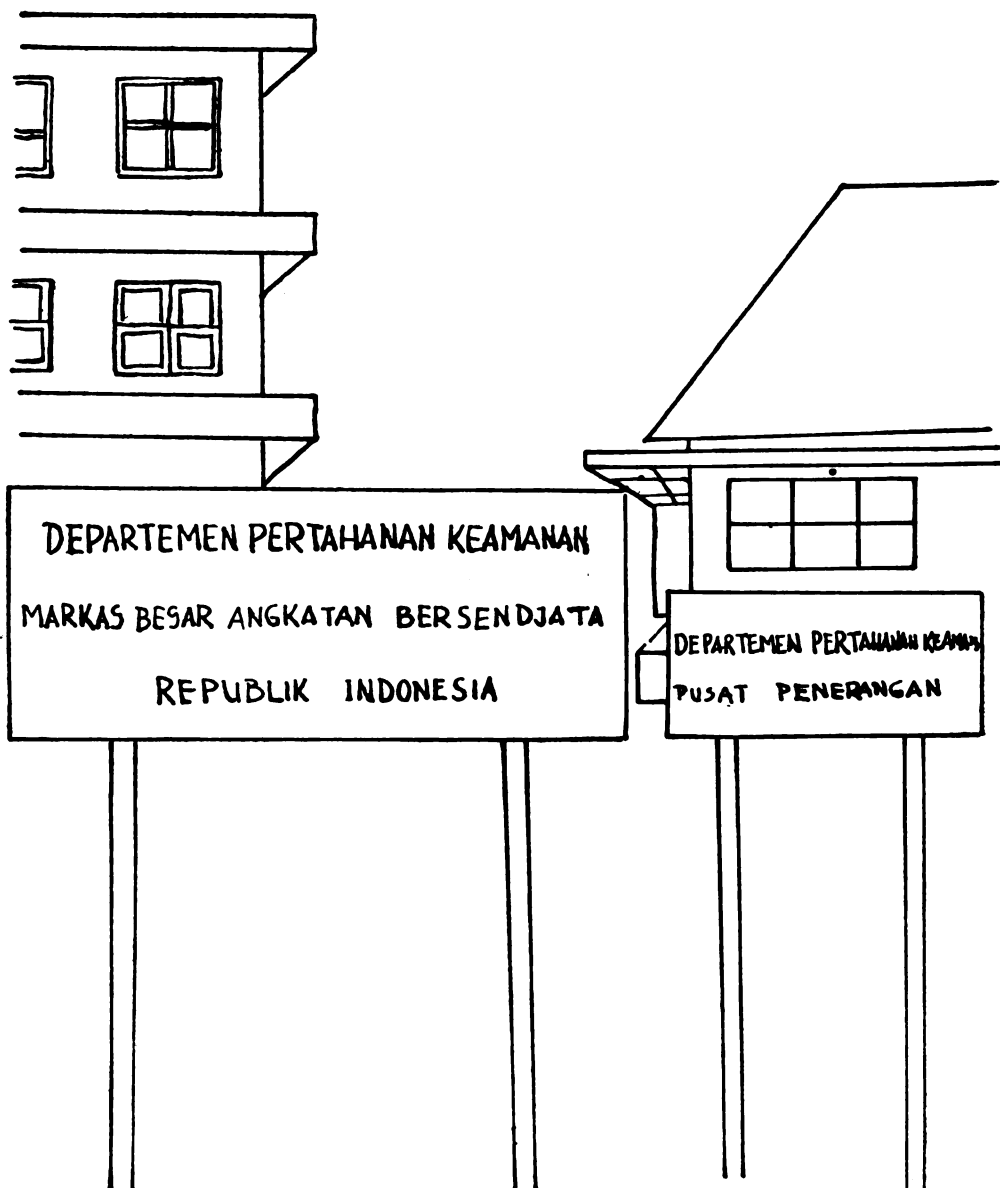 DEPARTEMEN PERTAHANAN KEAMANAN
MARKAS BESAR ANGKATAN BERSENDJATA
REPUBLIK INDONESIA
DEPARTEMEN PERTAHANAN
PUSAT PENERANGAN